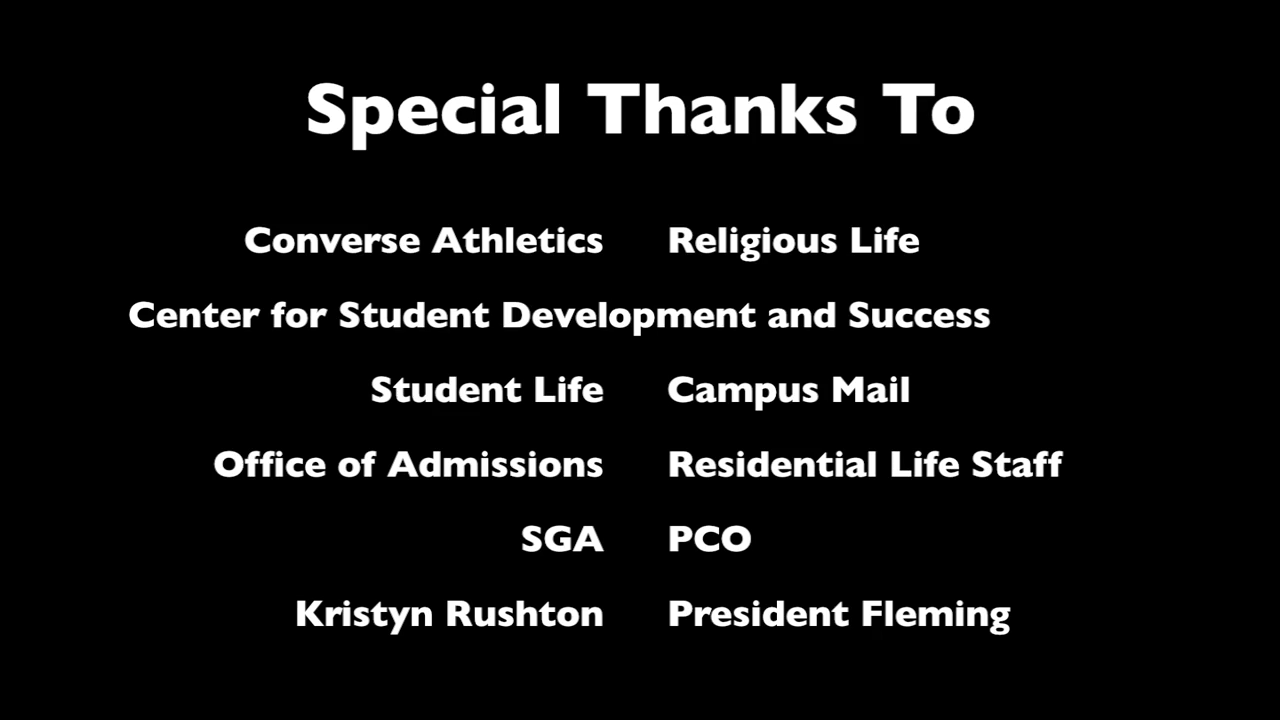 Special Thanks To
Converse Athletics Religious Life
Center for Student Development and Success
Student Life Campus Mail
Office of Admissions Residential Life Staff
SGA PCO
Kristyn Rushton President Fleming